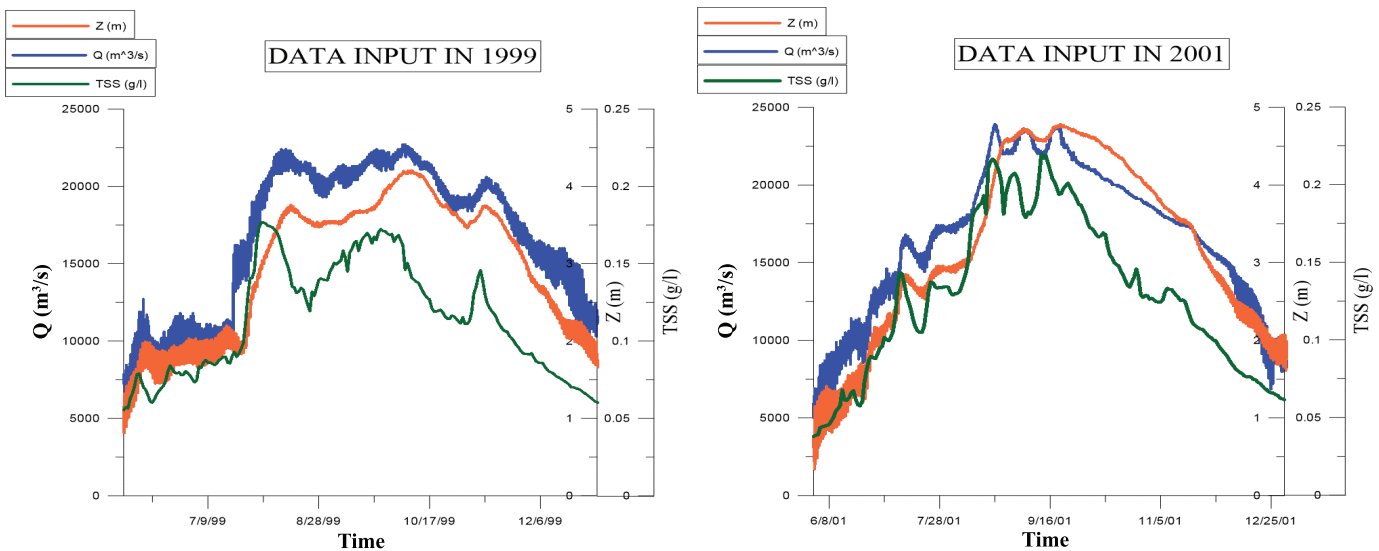 Z (m)
Q (m^3/s)
TSS (g/l)
DATA INPUT IN 1999
25000
20000
15000
10000
5000
0
Q (m³/s)
5
4
3
2
1
0
Z (m)
0.25
0.2
0.15
0.1
0.05
0
TSS (g/l)
7/9/99
8/28/99
10/17/99
12/6/99
Time
Z (m)
Q (m^3/s)
TSS (g/l)
DATA INPUT IN 2001
25000
20000
15000
10000
5000
0
Q (m³/s)
5
4
3
2
1
0
Z (m)
0.25
0.2
0.15
0.1
0.05
0
TSS (g/l)
6/8/01
7/28/01
9/16/01
11/5/01
12/25/01
Time